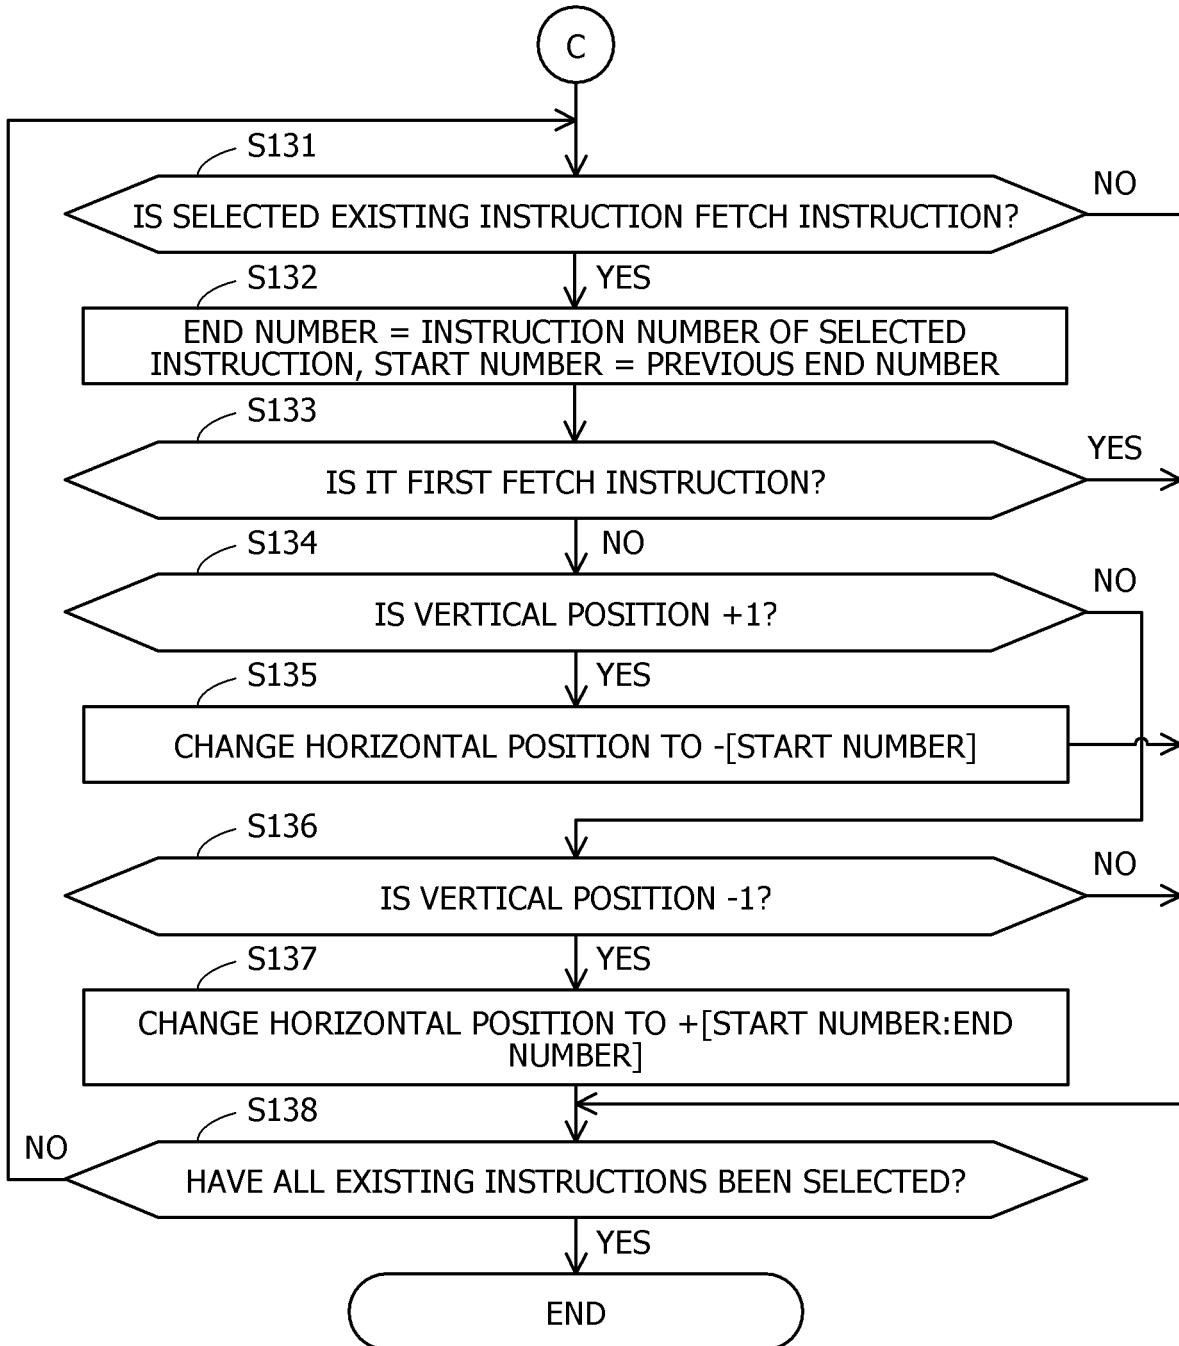 C
S131
NO
IS SELECTED EXISTING INSTRUCTION FETCH INSTRUCTION?
S132
YES
END NUMBER = INSTRUCTION NUMBER OF SELECTED
INSTRUCTION, START NUMBER = PREVIOUS END NUMBER
S133
YES
IS IT FIRST FETCH INSTRUCTION?
S134
NO
NO
IS VERTICAL POSITION +1?
S135
YES
CHANGE HORIZONTAL POSITION TO -[START NUMBER]
S136
NO
IS VERTICAL POSITION -1?
S137
YES
CHANGE HORIZONTAL POSITION TO +[START NUMBER:END
NUMBER]
S138
NO
HAVE ALL EXISTING INSTRUCTIONS BEEN SELECTED?
YES
END